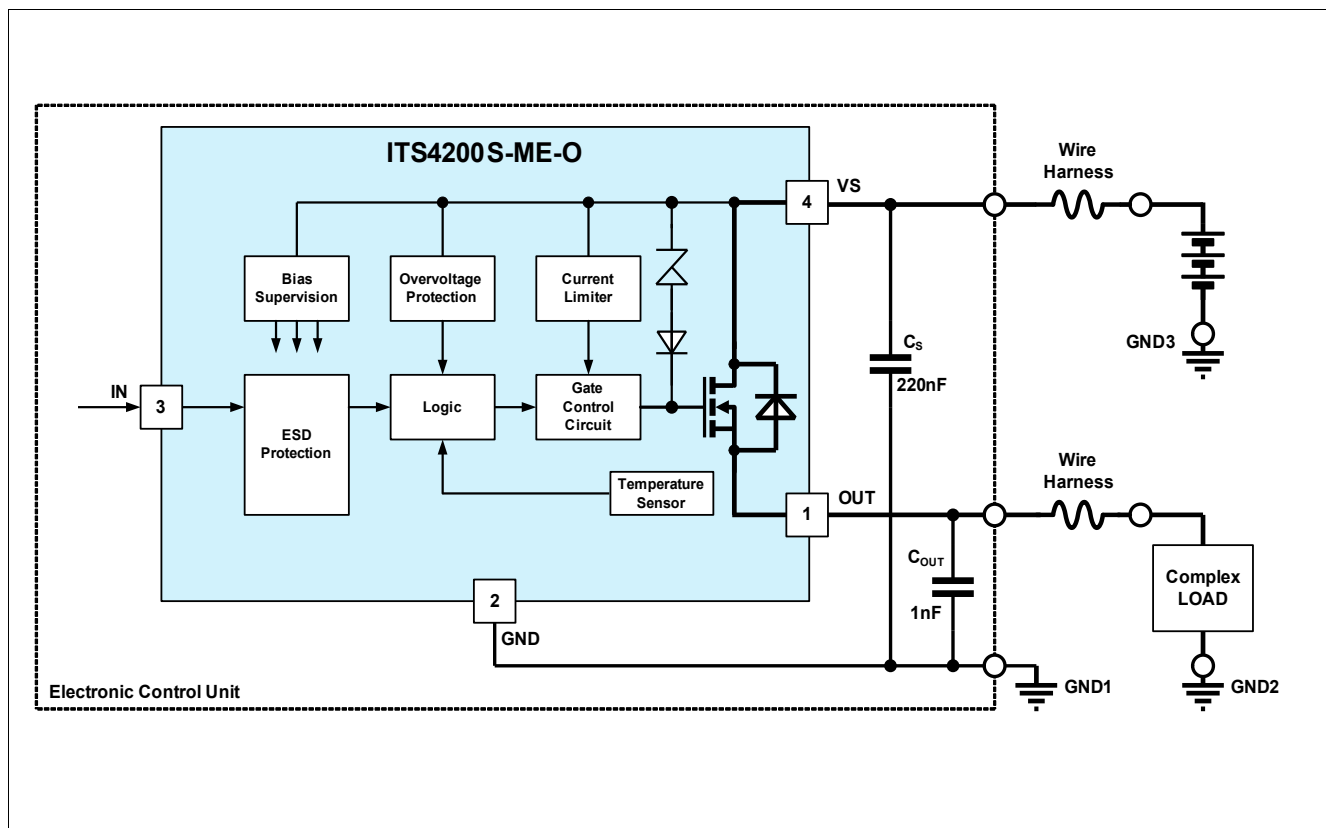 ITS4200S-ME-O
Wire
Harness
VS
4
Bias
Supervision
Overvoltage
Protection
Current
Limiter
GND3
CS
220nF
IN
3
ESD
Protection
Logic
Gate
Control
Circuit
Temperature
Sensor
Wire
Harness
OUT
1
COUT
1nF
Complex
LOAD
2
GND
Electronic Control Unit
GND1
GND2